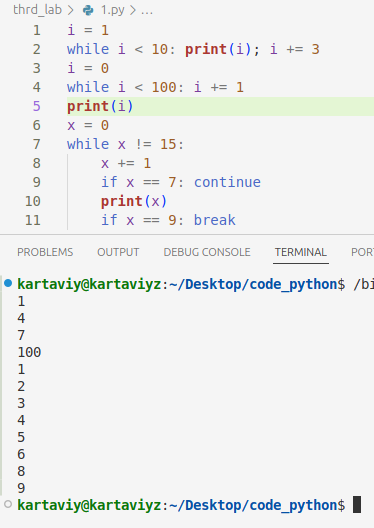 thrd_lab > 1.py > ...
1 i = 1
2 while i < 10: print(i); i += 3
3 i = 0
4 while i < 100: i += 1
5 print(i)
6 x = 0
7 while x != 15:
8     x += 1
9     if x == 7: continue
10     print(x)
11     if x == 9: break
PROBLEMS OUTPUT DEBUG CONSOLE TERMINAL
kartaviy@kartaviyz:~/Desktop/code_python$ /bi
1
4
7
100
1
2
3
4
5
6
8
9
kartaviy@kartaviyz:~/Desktop/code_python$